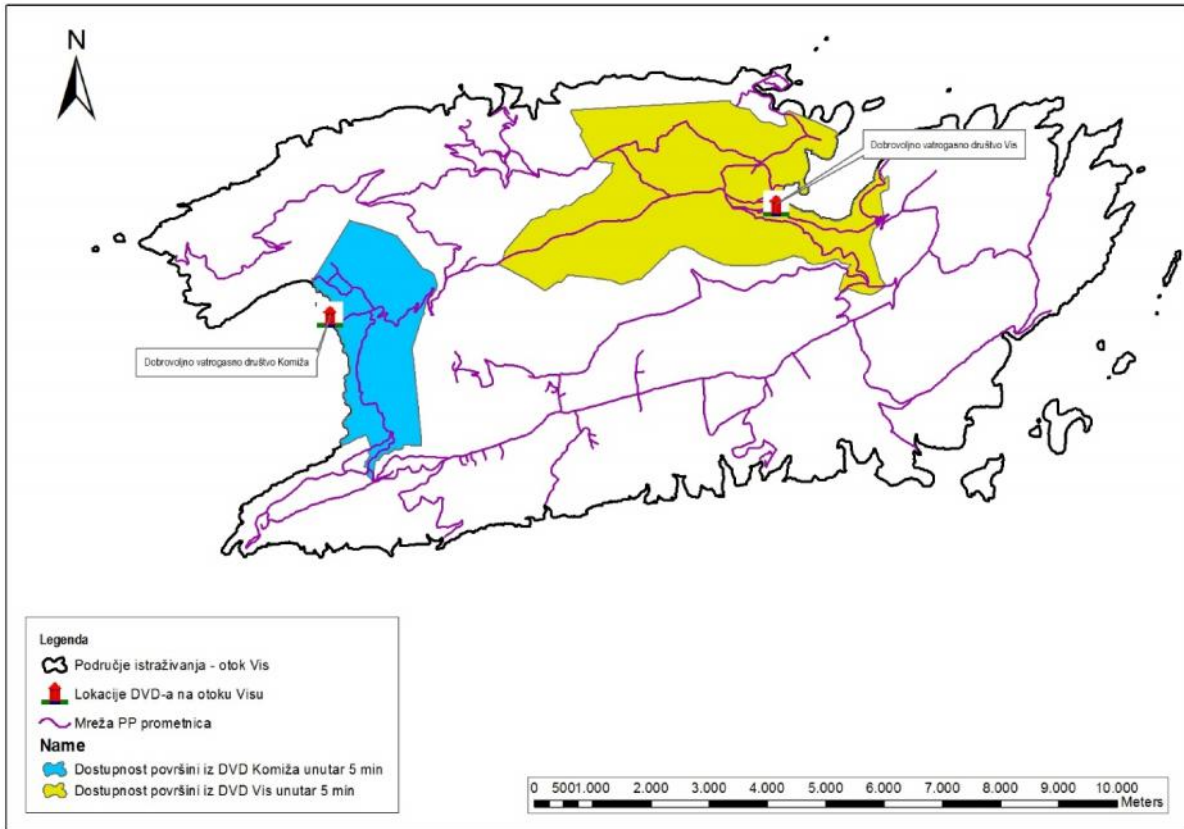 N
Dobrovoljno vatrogasno društvo Vis
Dobrovoljno vatrogasno društvo Komiža
Legenda
Područje istraživanja - otok Vis
Lokacije DVD-a na otoku Visu
Mreža PP prometnica
Name
Dostupnost površini iz DVD Komiža unutar 5 min
Dostupnost površini iz DVD Vis unutar 5 min
0 5001.000 2.000 3.000 4.000 5.000 6.000 7.000 8.000 9.000 10.000
Meters